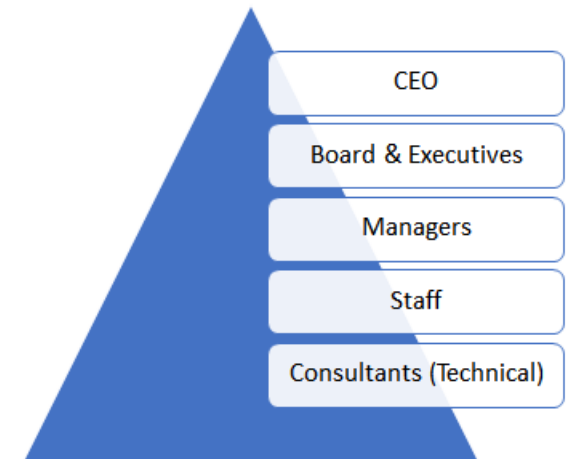 CEO
Board & Executives
Managers
Staff
Consultants (Technical)